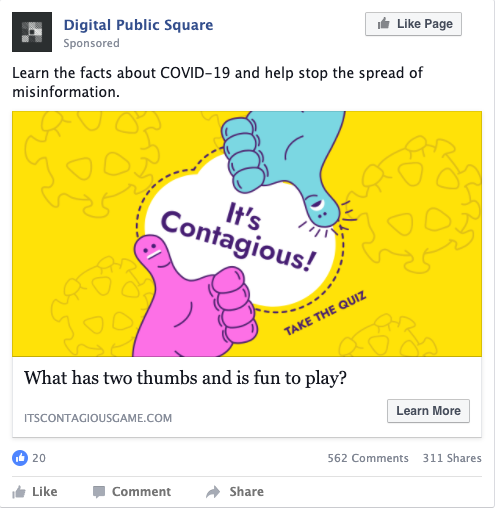 Digital Public Square
Like Page
Sponsored
Learn the facts about COVID-19 and help stop the spread of
misinformation.
It's
Contagious!
TAKE THE QUIZ
What has two thumbs and is fun to play?
ITSCONTAGIOUSGAME.COM
Learn More
20
562 Comments 311 Shares
Like Comment Share